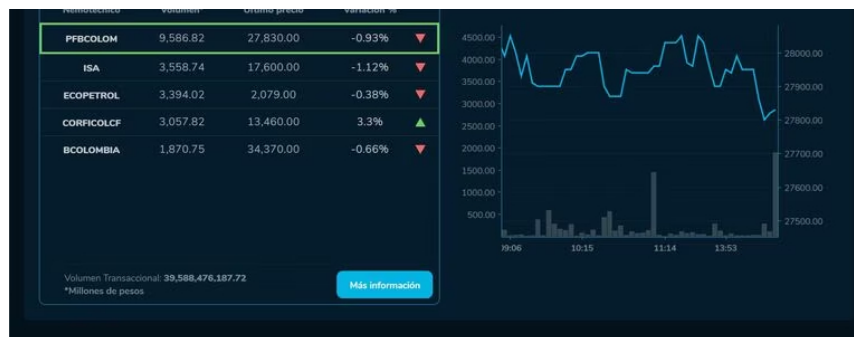 Nemotécnico Volumen* Último precio Variación %
PFBCOLOM 9,586.82 27,830.00 -0.93%
ISA 3,558.74 17,600.00 -1.12%
ECOPETROL 3,394.02 2,079.00 -0.38%
CORFICOLCF 3,057.82 13,460.00 3.3%
BCOLOMBIA 1,870.75 34,370.00 -0.66%
Volumen Transaccional: 39,588,476,187.72
*Millones de pesos
Más información
4500.00
4000.00
3500.00
3000.00
2500.00
2000.00
1500.00
1000.00
500.00
28000.00
27900.00
27800.00
27700.00
27600.00
27500.00
09:06 10:15 11:14 13:53